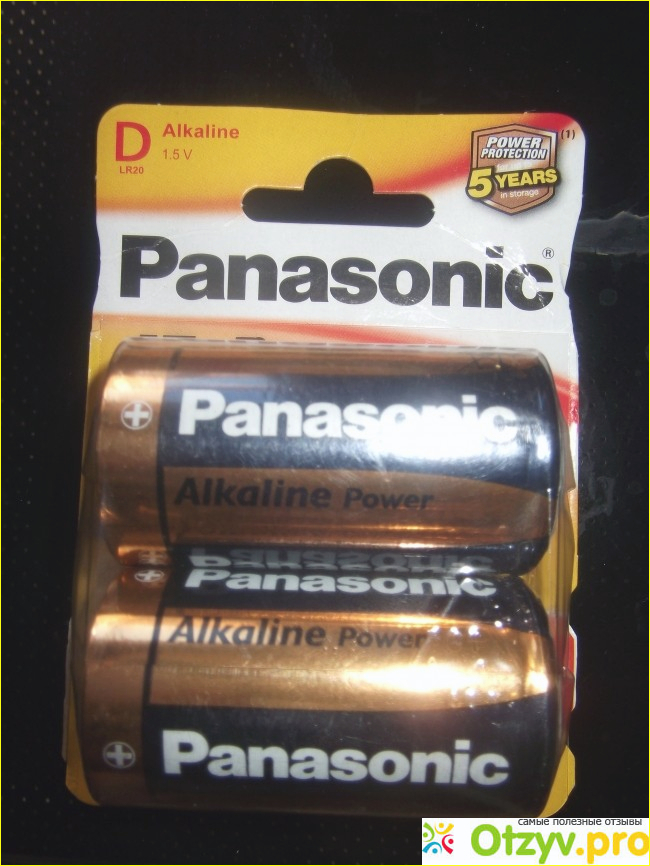 D
Alkaline
1.5 V
LR20
POWER
PROTECTION
5 YEARS
in storage
(1)
Panasonic®
+
Panasonic
Alkaline Power
+
Panasonic
+
Panasonic
Alkaline Power
+
Panasonic
самые полезные отзывы
Otzyv.pro